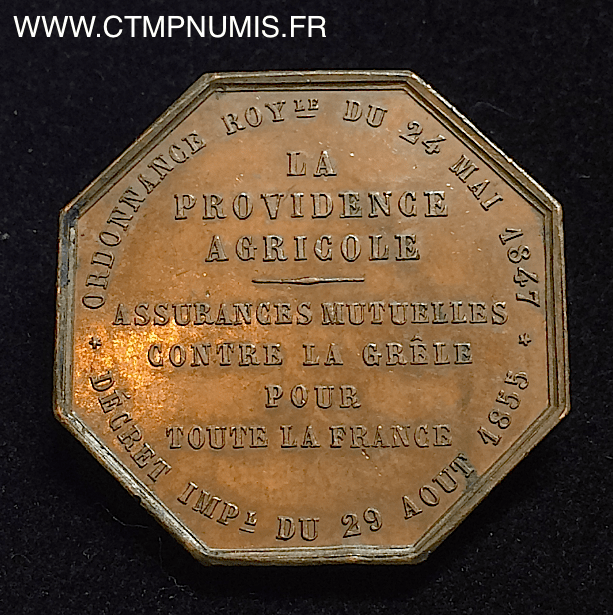 WWW.CTMPNUMIS.FR
ORDONNANCE ROYLE DU 24 MAI 1847
LA
PROVIDENCE
AGRICOLE
ASSURANCES MUTUELLES
CONTRE LA GRÊLE
POUR
TOUTE LA FRANCE
* DÉCRET IMPL DU 29 AOUT 1855 *